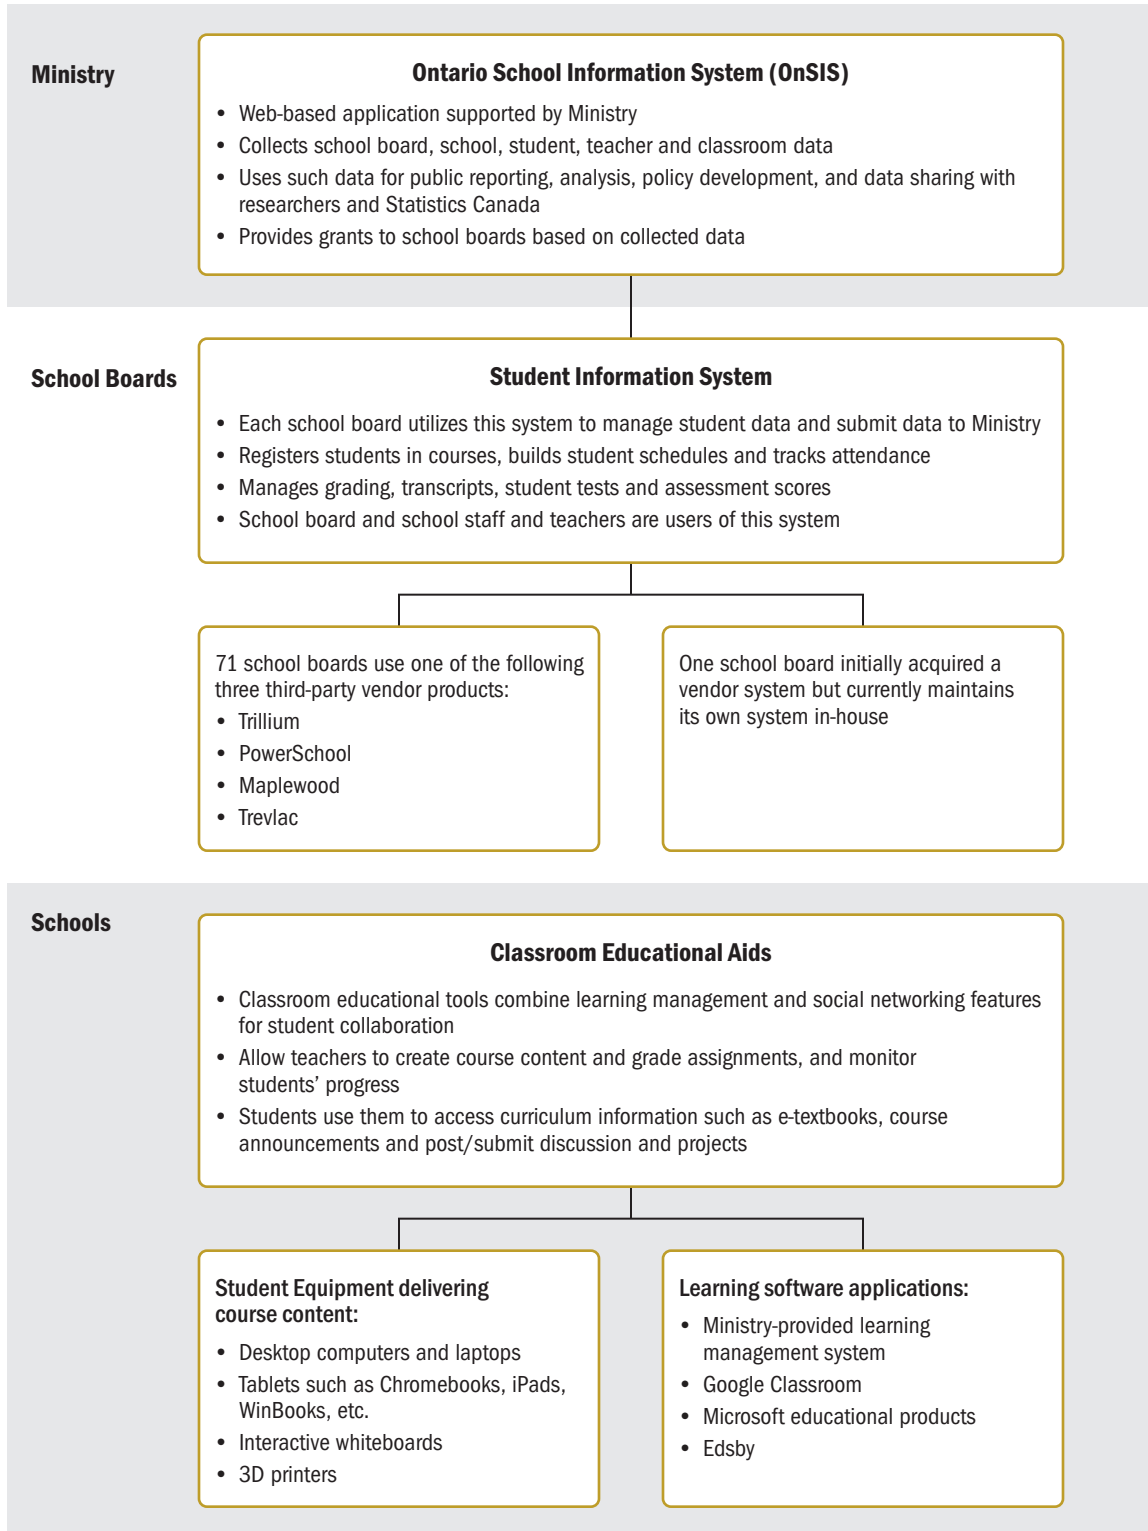 Ministry
Ontario School Information System (OnSIS)
• Web-based application supported by Ministry
• Collects school board, school, student, teacher and classroom data
• Uses such data for public reporting, analysis, policy development, and data sharing with
researchers and Statistics Canada
• Provides grants to school boards based on collected data
School Boards
Student Information System
• Each school board utilizes this system to manage student data and submit data to Ministry
• Registers students in courses, builds student schedules and tracks attendance
• Manages grading, transcripts, student tests and assessment scores
• School board and school staff and teachers are users of this system
71 school boards use one of the following
three third-party vendor products:
• Trillium
• PowerSchool
• Maplewood
• Trevlac
One school board initially acquired a
vendor system but currently maintains
its own system in-house
Schools
Classroom Educational Aids
• Classroom educational tools combine learning management and social networking features
for student collaboration
• Allow teachers to create course content and grade assignments, and monitor
students’ progress
• Students use them to access curriculum information such as e-textbooks, course
announcements and post/submit discussion and projects
Student Equipment delivering
course content:
• Desktop computers and laptops
• Tablets such as Chromebooks, iPads,
WinBooks, etc.
• Interactive whiteboards
• 3D printers
Learning software applications:
• Ministry-provided learning
management system
• Google Classroom
• Microsoft educational products
• Edsby